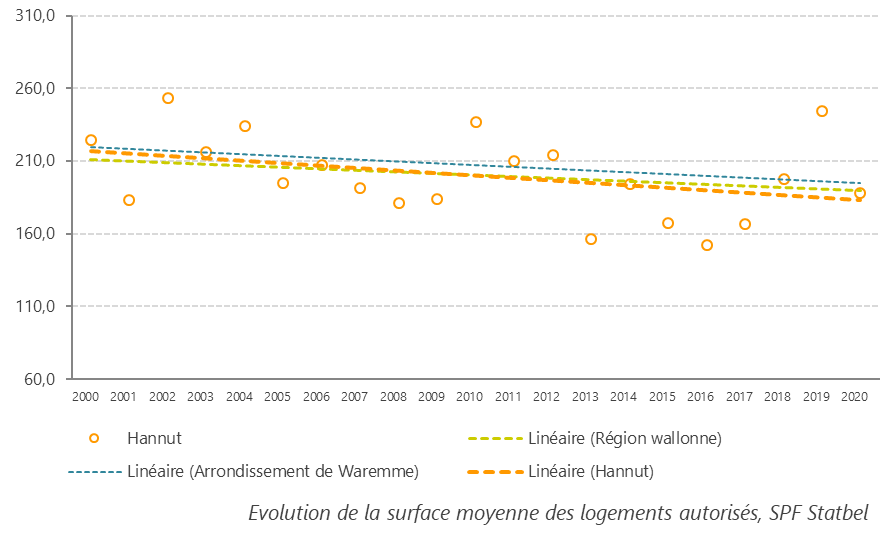 310,0
260,0
210,0
160,0
110,0
60,0
2000 2001 2002 2003 2004 2005 2006 2007 2008 2009 2010 2011 2012 2013 2014 2015 2016 2017 2018 2019 2020
Hannut Linéaire (Région wallonne)
Linéaire (Arrondissement de Waremme) Linéaire (Hannut)
Evolution de la surface moyenne des logements autorisés, SPF Statbel